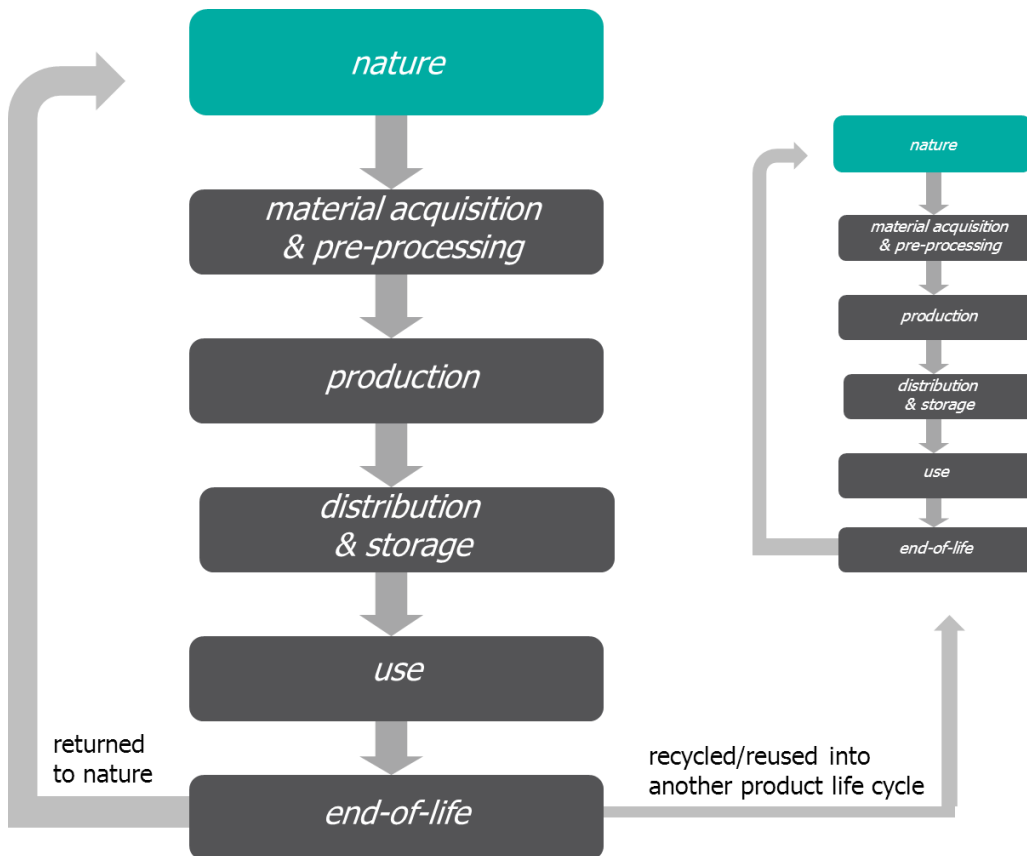 nature
material acquisition
& pre-processing
production
distribution
& storage
use
end-of-life
returned
to nature
recycled/reused into
another product life cycle
nature
material acquisition
& pre-processing
production
distribution
& storage
use
end-of-life